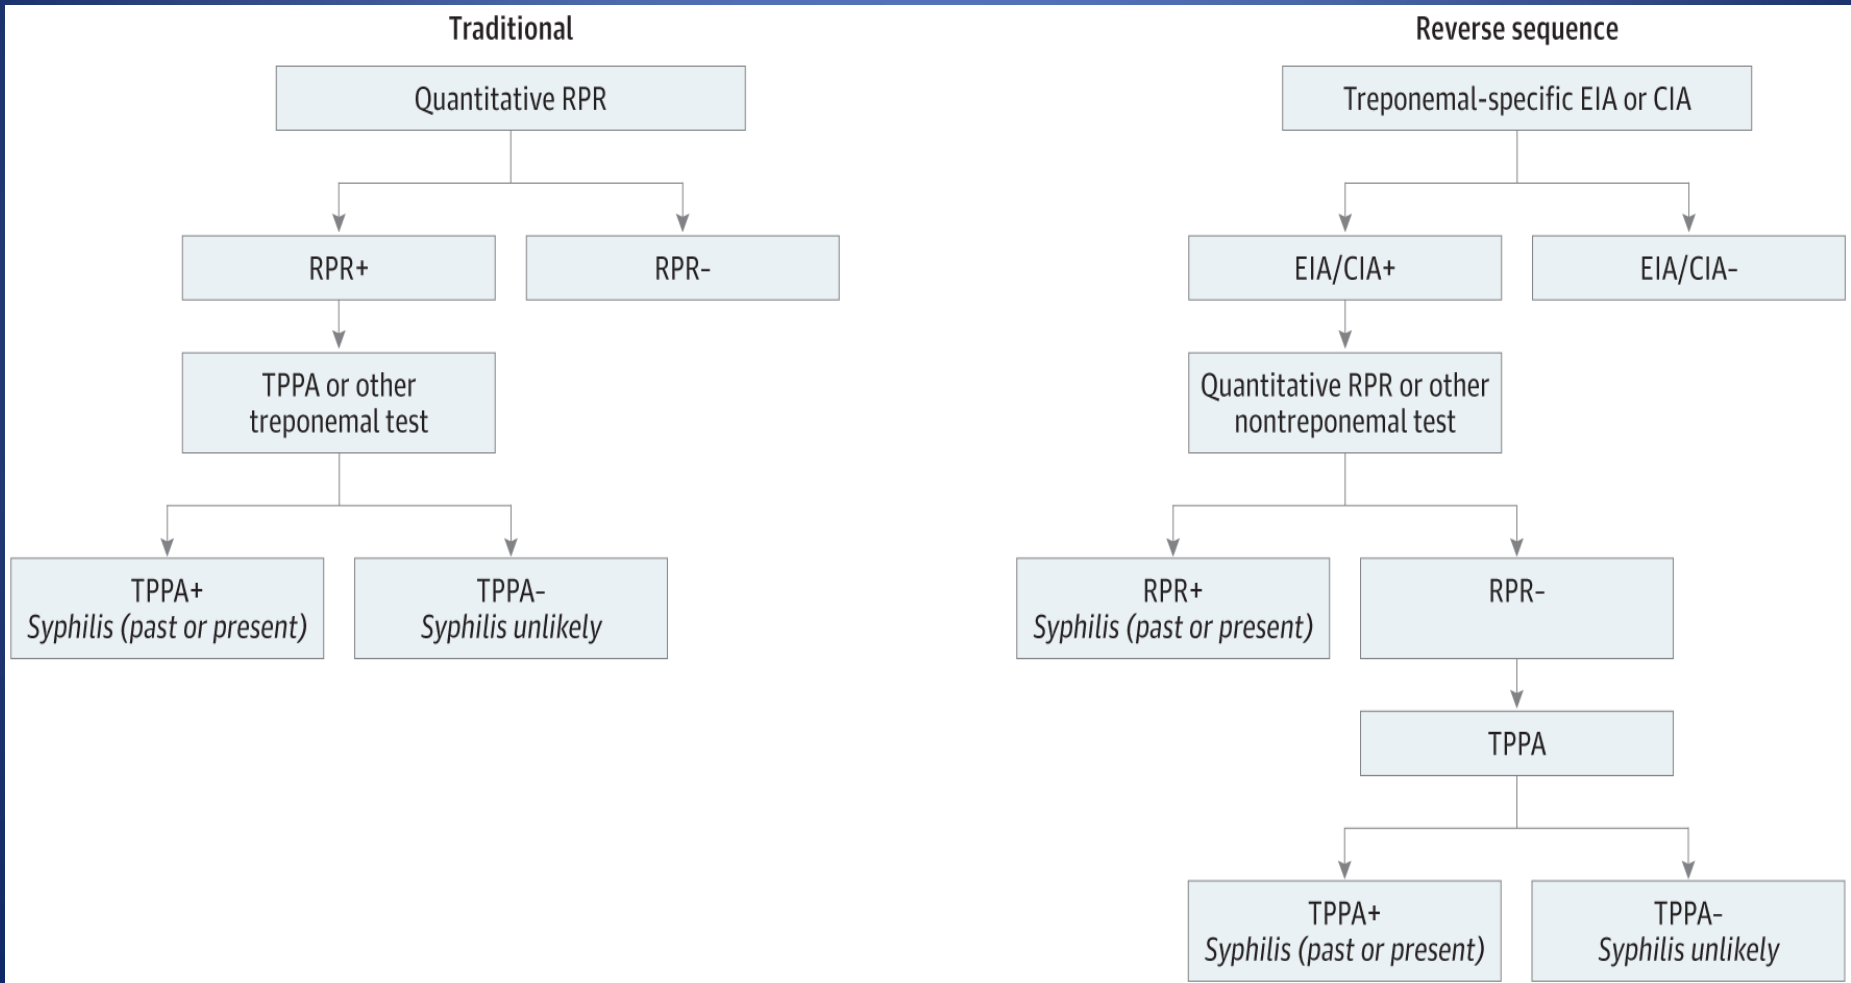 Traditional
Quantitative RPR
RPR+
RPR-
TPPA or other
treponemal test
TPPA+
Syphilis (past or present)
TPPA-
Syphilis unlikely
Reverse sequence
Treponemal-specific EIA or CIA
EIA/CIA+
EIA/CIA-
Quantitative RPR or other
nontreponemal test
RPR+
Syphilis (past or present)
RPR-
TPPA
TPPA+
Syphilis (past or present)
TPPA-
Syphilis unlikely